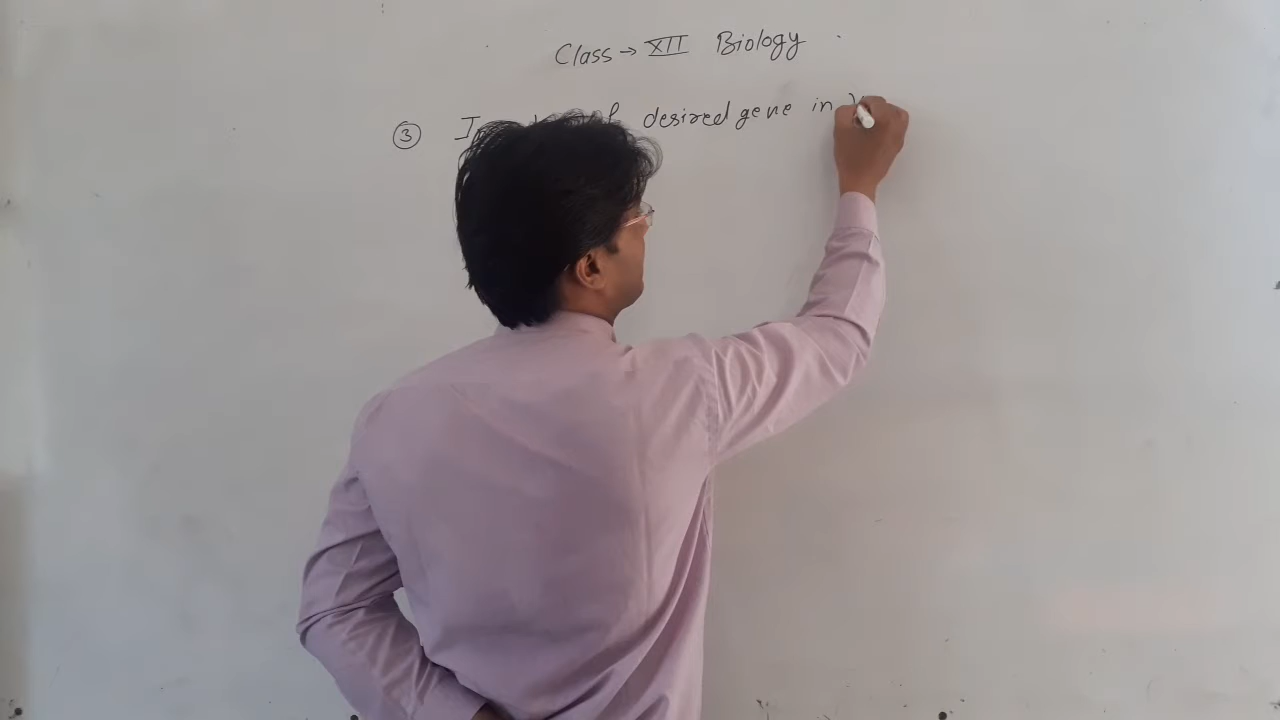 Class → XII Biology
③ desired gene in